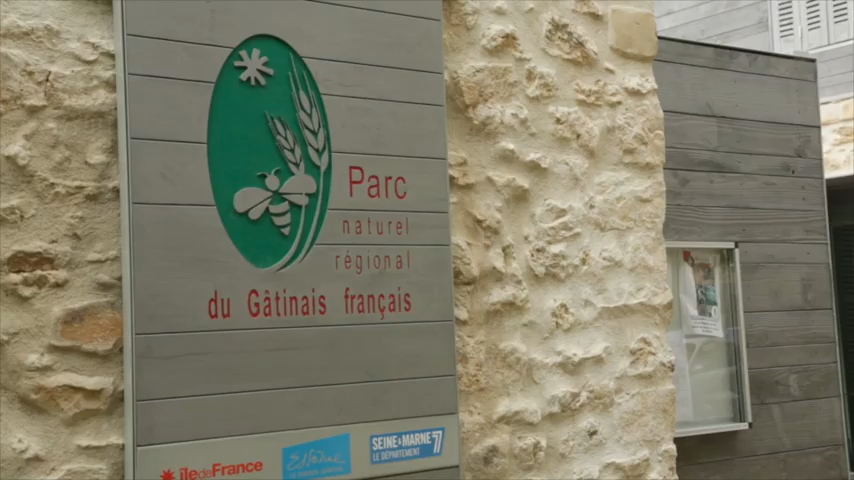 Parc
naturel
régional
du Gâtinais français
îledeFrance
Essonne
SEINE & MARNE 77
LE DÉPARTEMENT